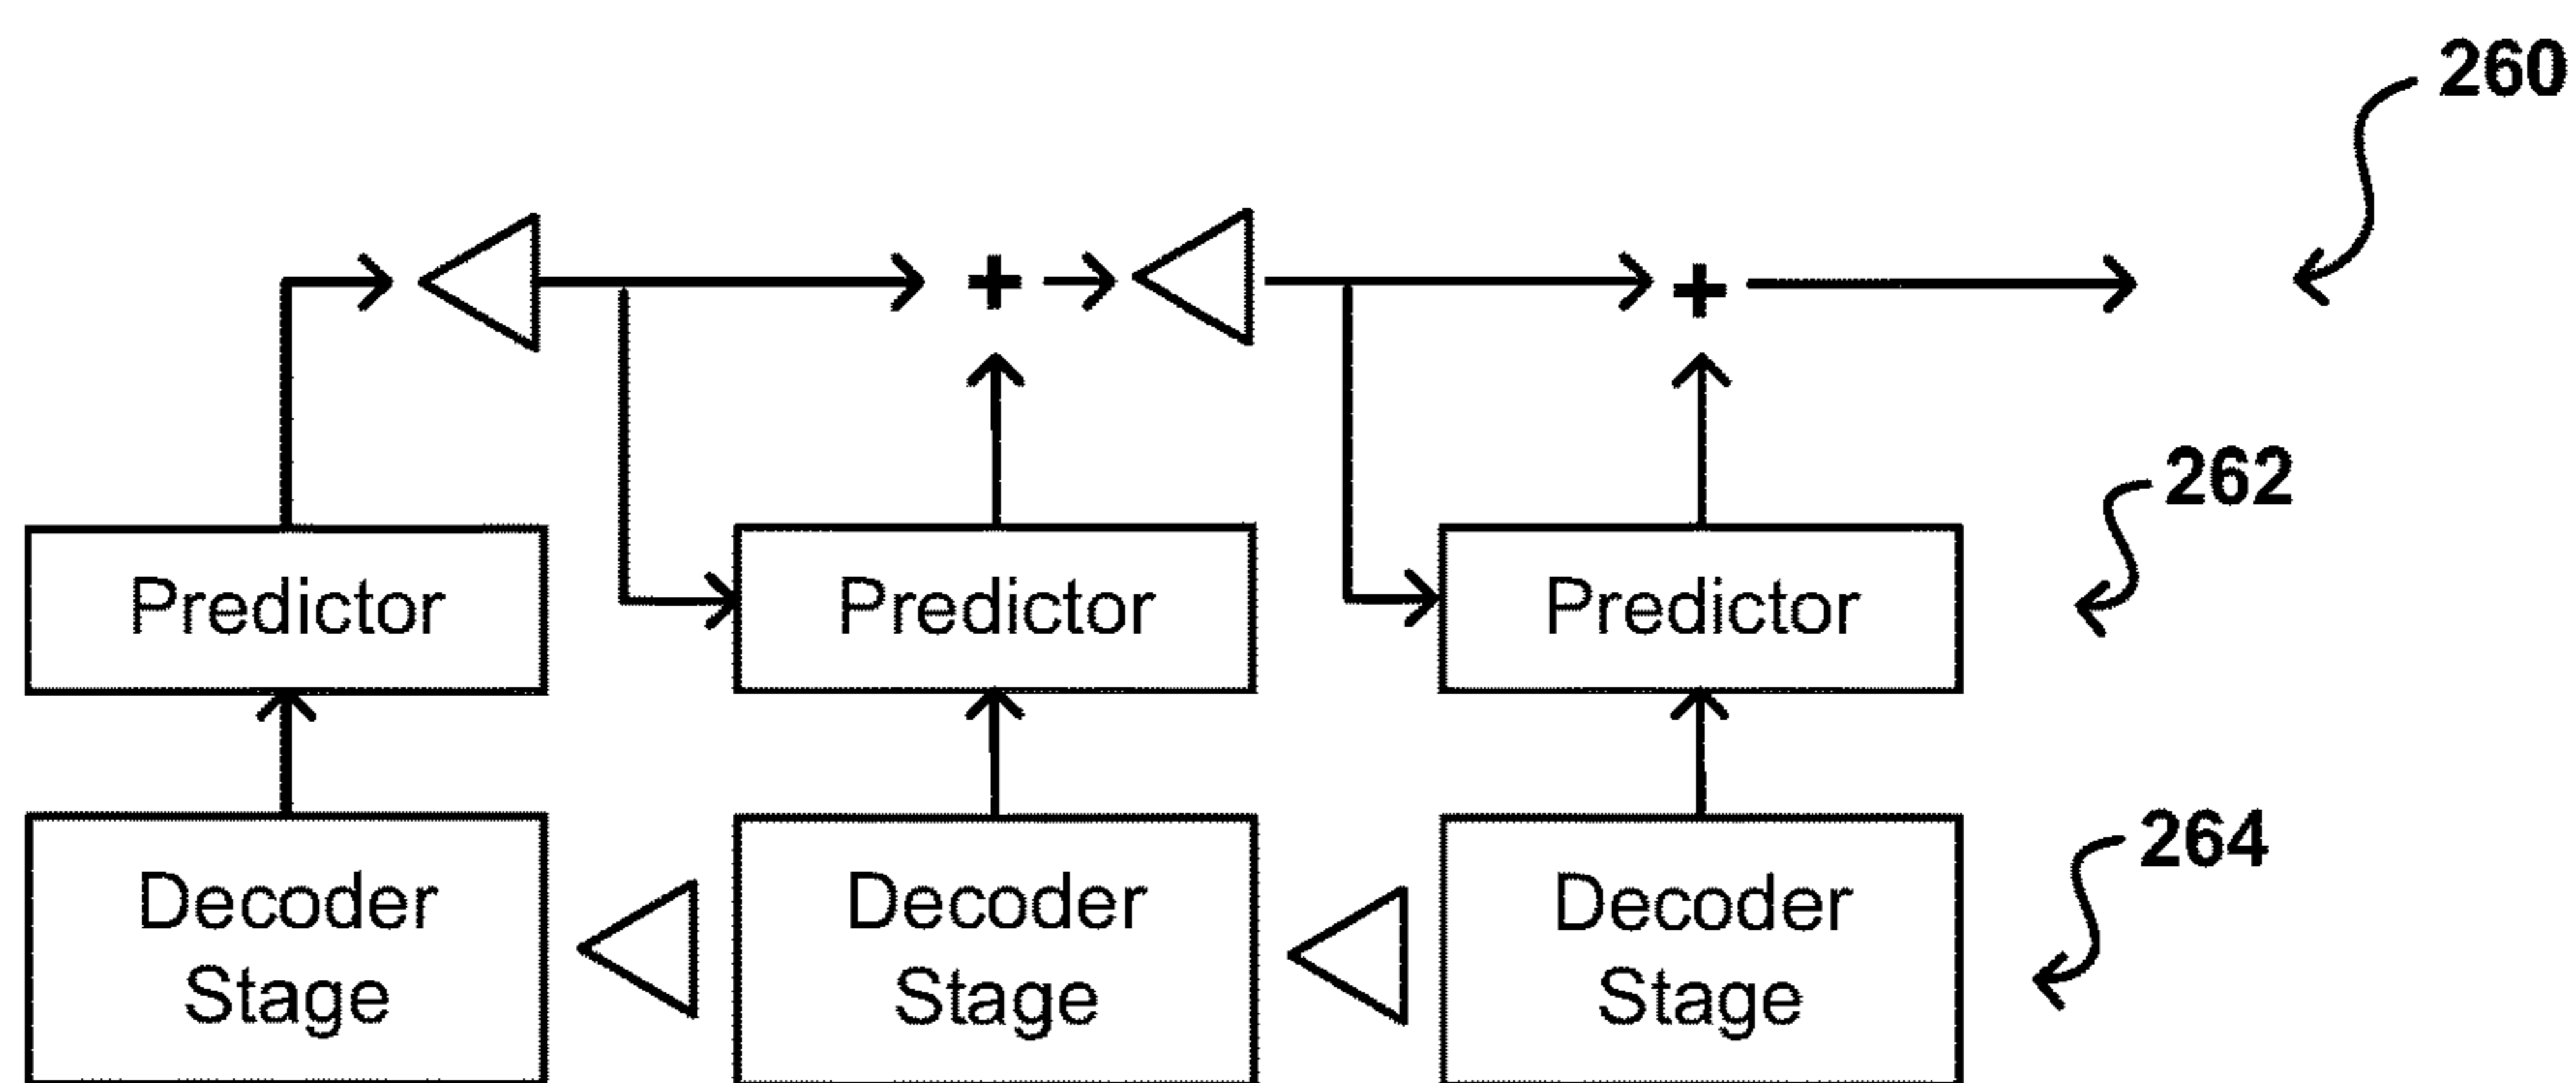 260
+
+
262
Predictor
Predictor
Predictor
264
Decoder
Stage
Decoder
Stage
Decoder
Stage